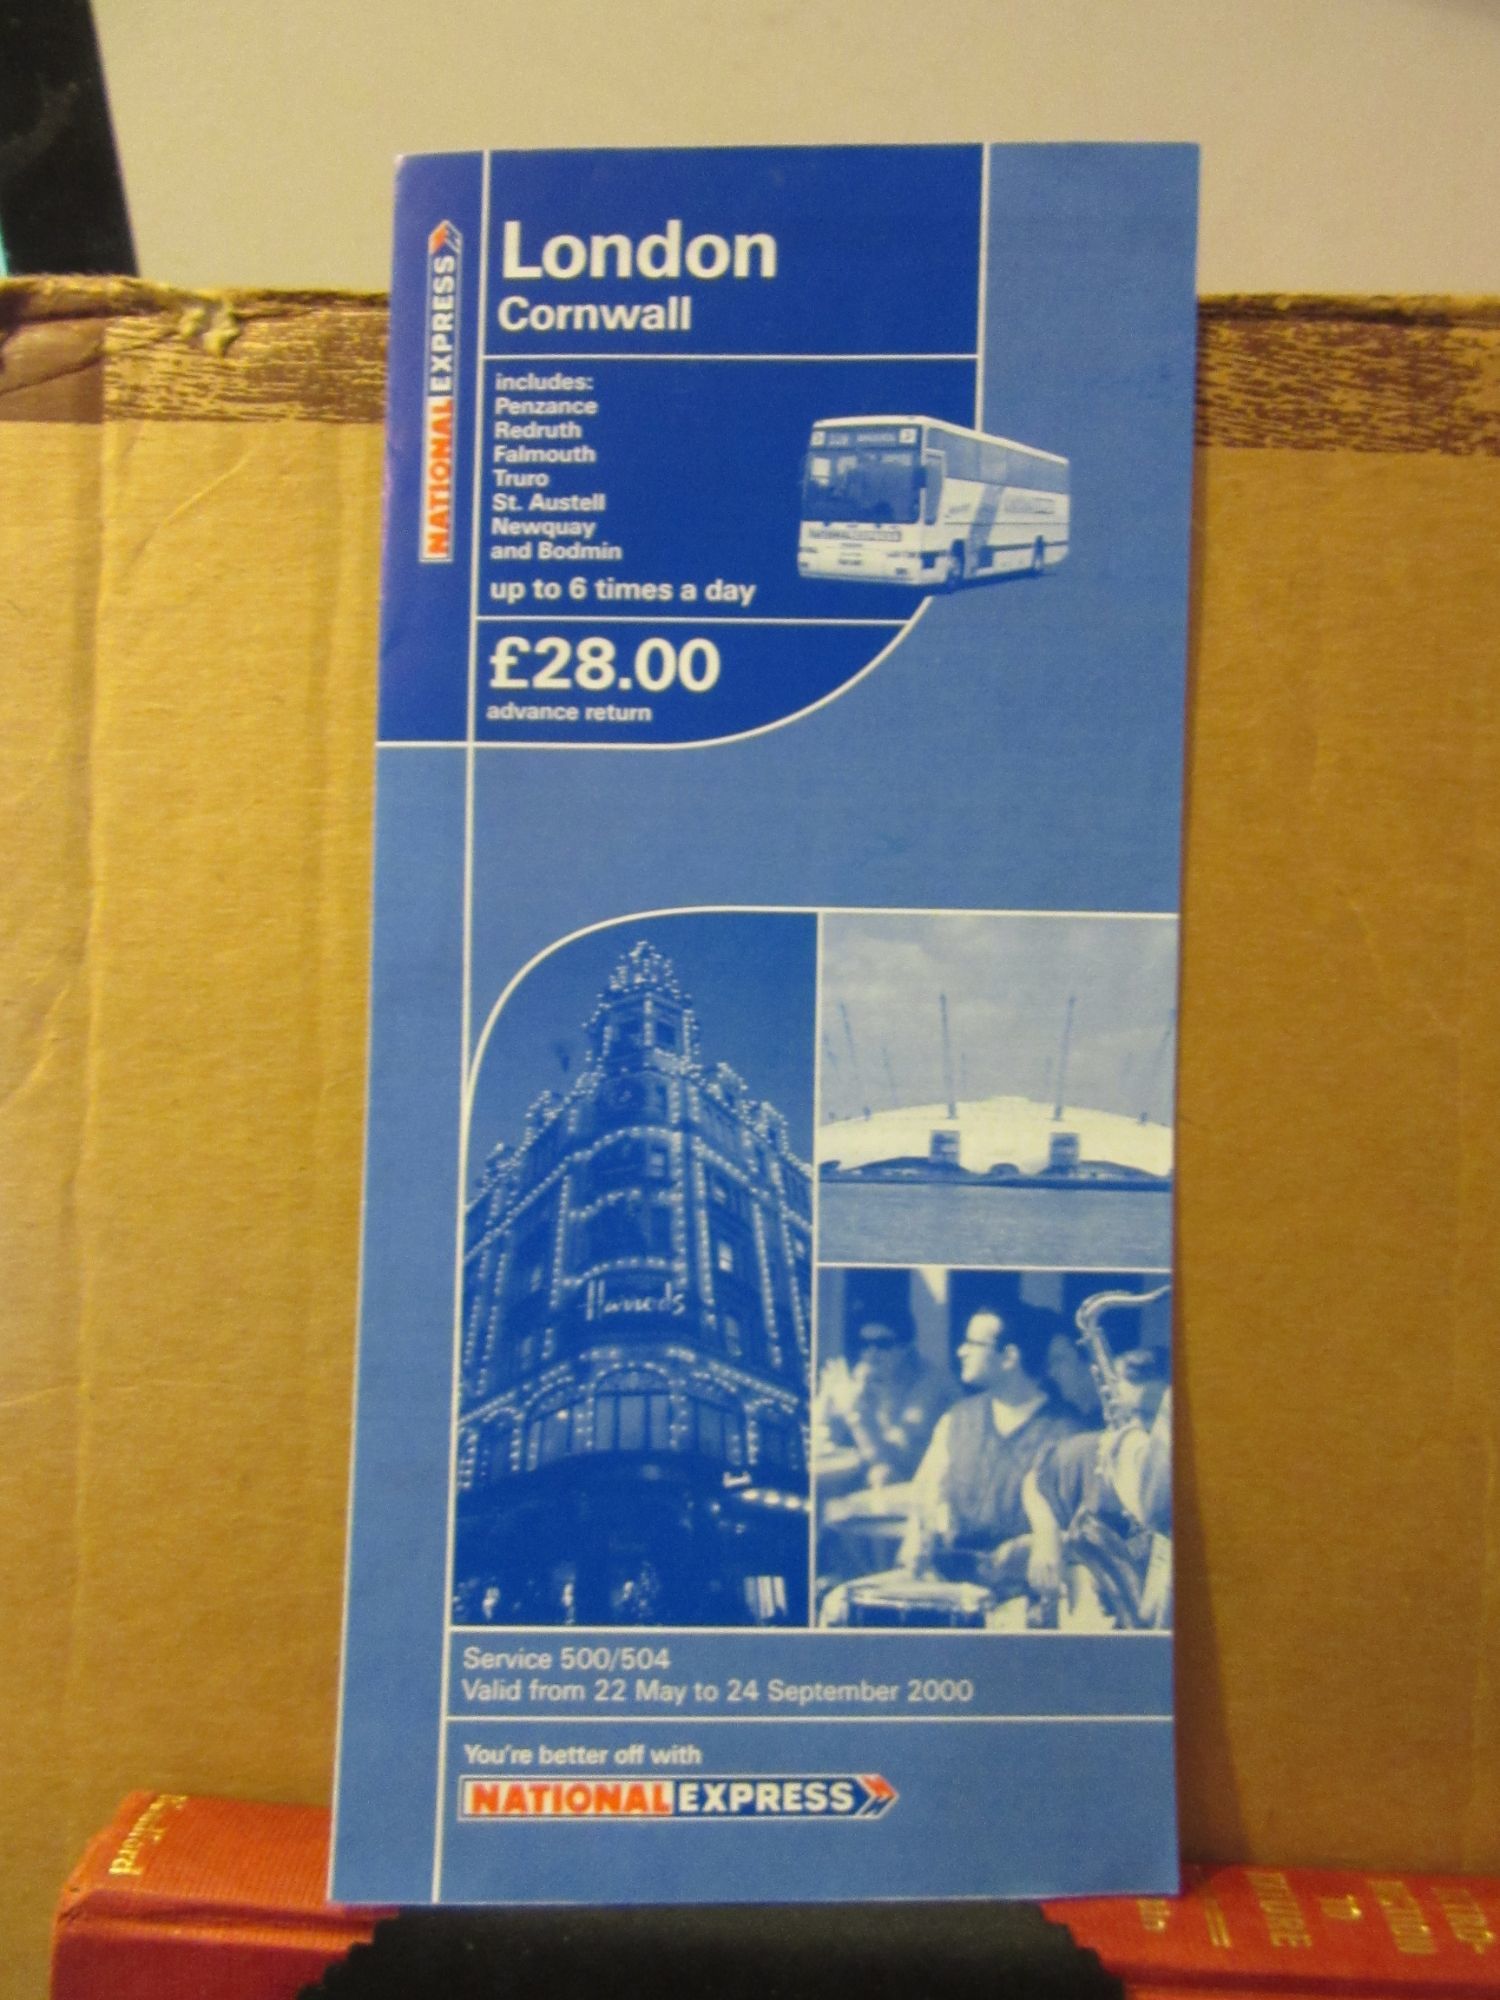 NATIONAL EXPRESS
London
Cornwall
includes:
Penzance
Redruth
Falmouth
Truro
St. Austell
Newquay
and Bodmin
up to 6 times a day
£28.00
advance return
NATIONAL EXPRESS
Harrods
Service 500/504
Valid from 22 May to 24 September 2000
You're better off with
NATIONAL EXPRESS